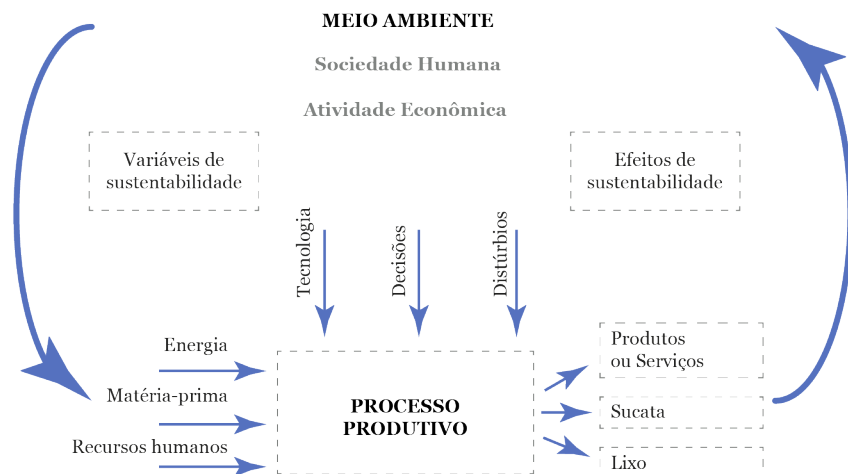 MEIO AMBIENTE
Sociedade Humana
Atividade Econômica
Variáveis de
sustentabilidade
Efeitos de
sustentabilidade
Tecnologia
Decisões
Distúrbios
Energia
Matéria-prima
Recursos humanos
PROCESSO
PRODUTIVO
Produtos
ou Serviços
Sucata
Lixo